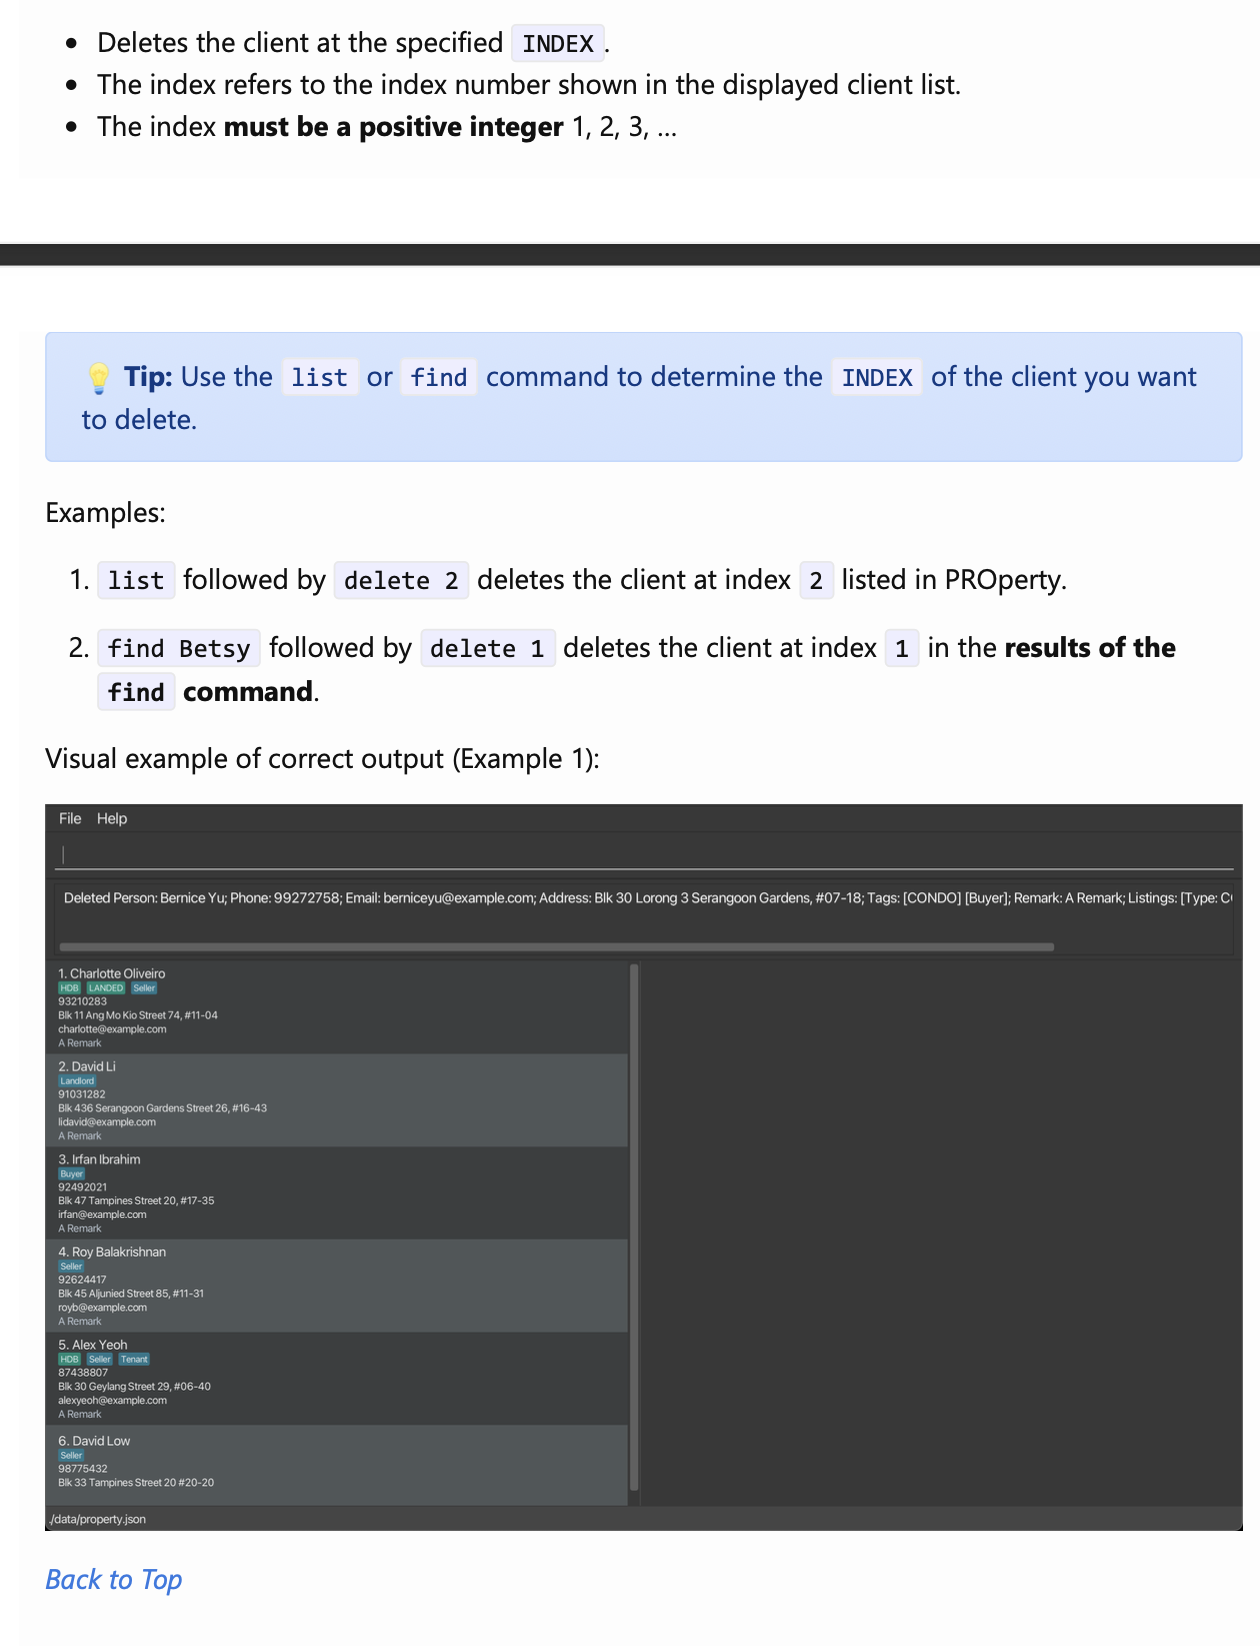 Deletes the client at the specified INDEX.
The index refers to the index number shown in the displayed client list.
The index must be a positive integer 1, 2, 3, ...
Tip: Use the list or find command to determine the INDEX of the client you want
to delete.
Examples:
1. list followed by delete 2 deletes the client at index 2 listed in PROperty.
2. find Betsy followed by delete 1 deletes the client at index 1 in the results of the
find command.
Visual example of correct output (Example 1):
File Help
Deleted Person: Bernice Yu; Phone: 99272758; Email: berniceyu@example.com; Address: Blk 30 Lorong 3 Serangoon Gardens, #07-18; Tags: [CONDO] [Buyer]; Remark: A Remark; Listings: [Type: C
1. Charlotte Oliveiro
HDB LANDED Seller
93210283
Blk 11 Ang Mo Kio Street 74, #11-04
charlotte@example.com
A Remark
2. David Li
Landlord
91031282
Blk 436 Serangoon Gardens Street 26, #16-43
lidavid@example.com
A Remark
3. Irfan Ibrahim
Buyer
92492021
Blk 47 Tampines Street 20, #17-35
irfan@example.com
A Remark
4. Roy Balakrishnan
Seller
92624417
Blk 45 Aljunied Street 85, #11-31
royb@example.com
A Remark
5. Alex Yeoh
HDB Seller Tenant
87438807
Blk 30 Geylang Street 29, #06-40
alexyeoh@example.com
A Remark
6. David Low
Seller
98775432
Blk 33 Tampines Street 20 #20-20
./data/property.json
Back to Top